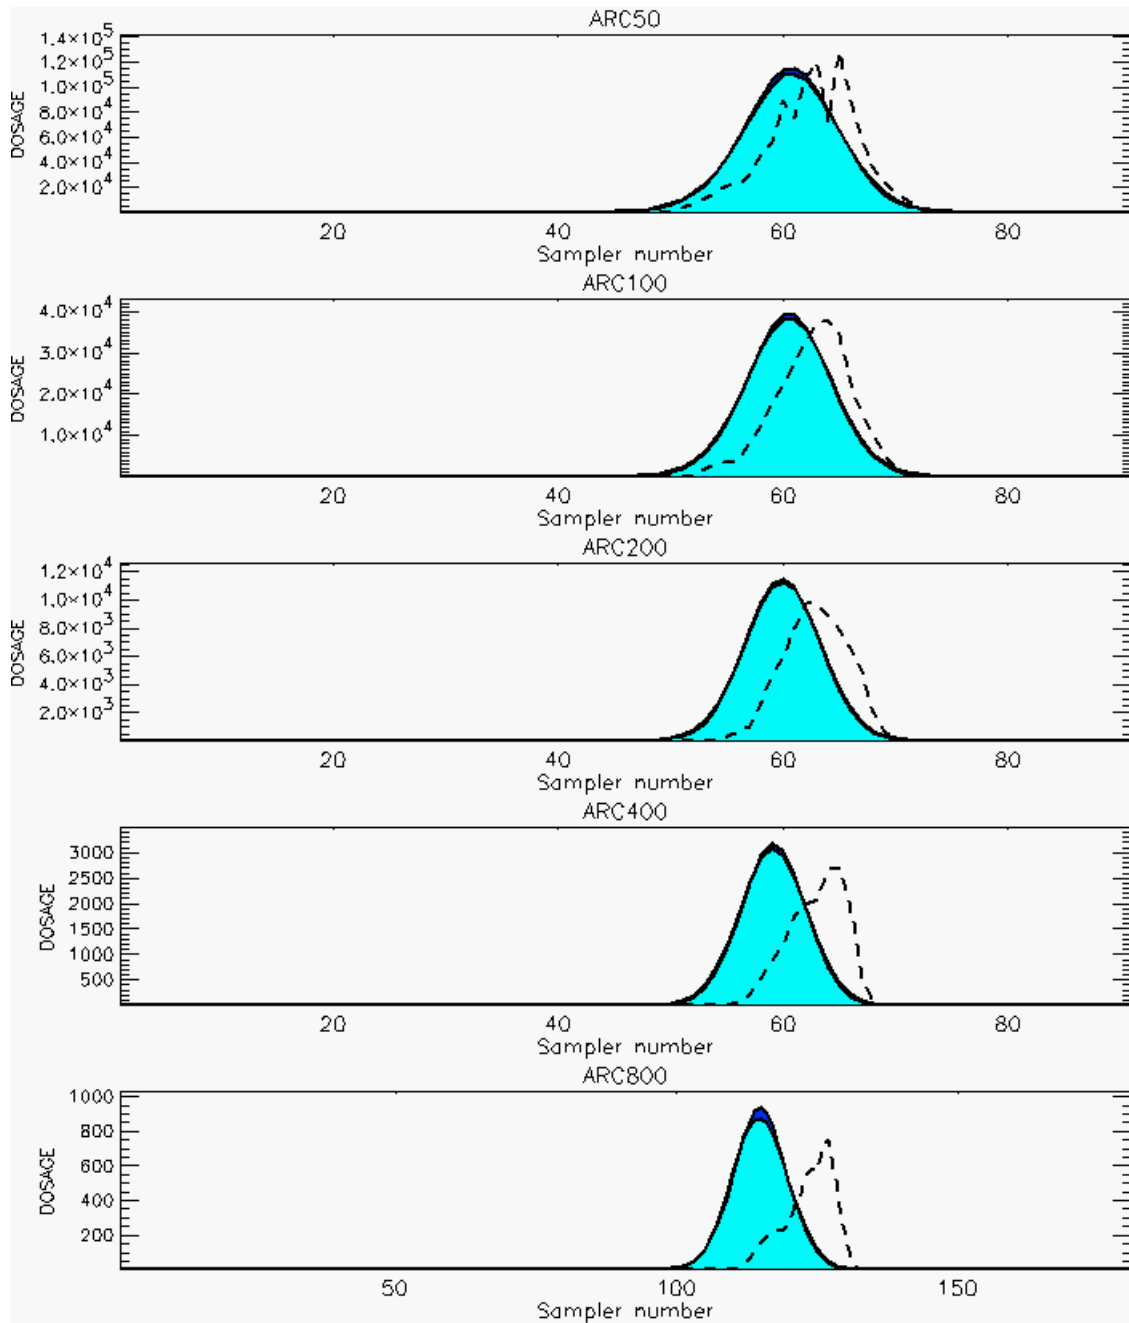 ARC50
1.4×10⁵
1.2×10⁵
1.0×10⁵
8.0×10⁴
6.0×10⁴
4.0×10⁴
2.0×10⁴
DOSAGE
20 40 60 80
Sampler number
ARC100
4.0×10⁴
3.0×10⁴
2.0×10⁴
1.0×10⁴
DOSAGE
20 40 60 80
Sampler number
ARC200
1.2×10⁴
1.0×10⁴
8.0×10³
6.0×10³
4.0×10³
2.0×10³
DOSAGE
20 40 60 80
Sampler number
ARC400
3000
2500
2000
1500
1000
500
DOSAGE
20 40 60 80
Sampler number
ARC800
1000
800
600
400
200
DOSAGE
50 100 150
Sampler number